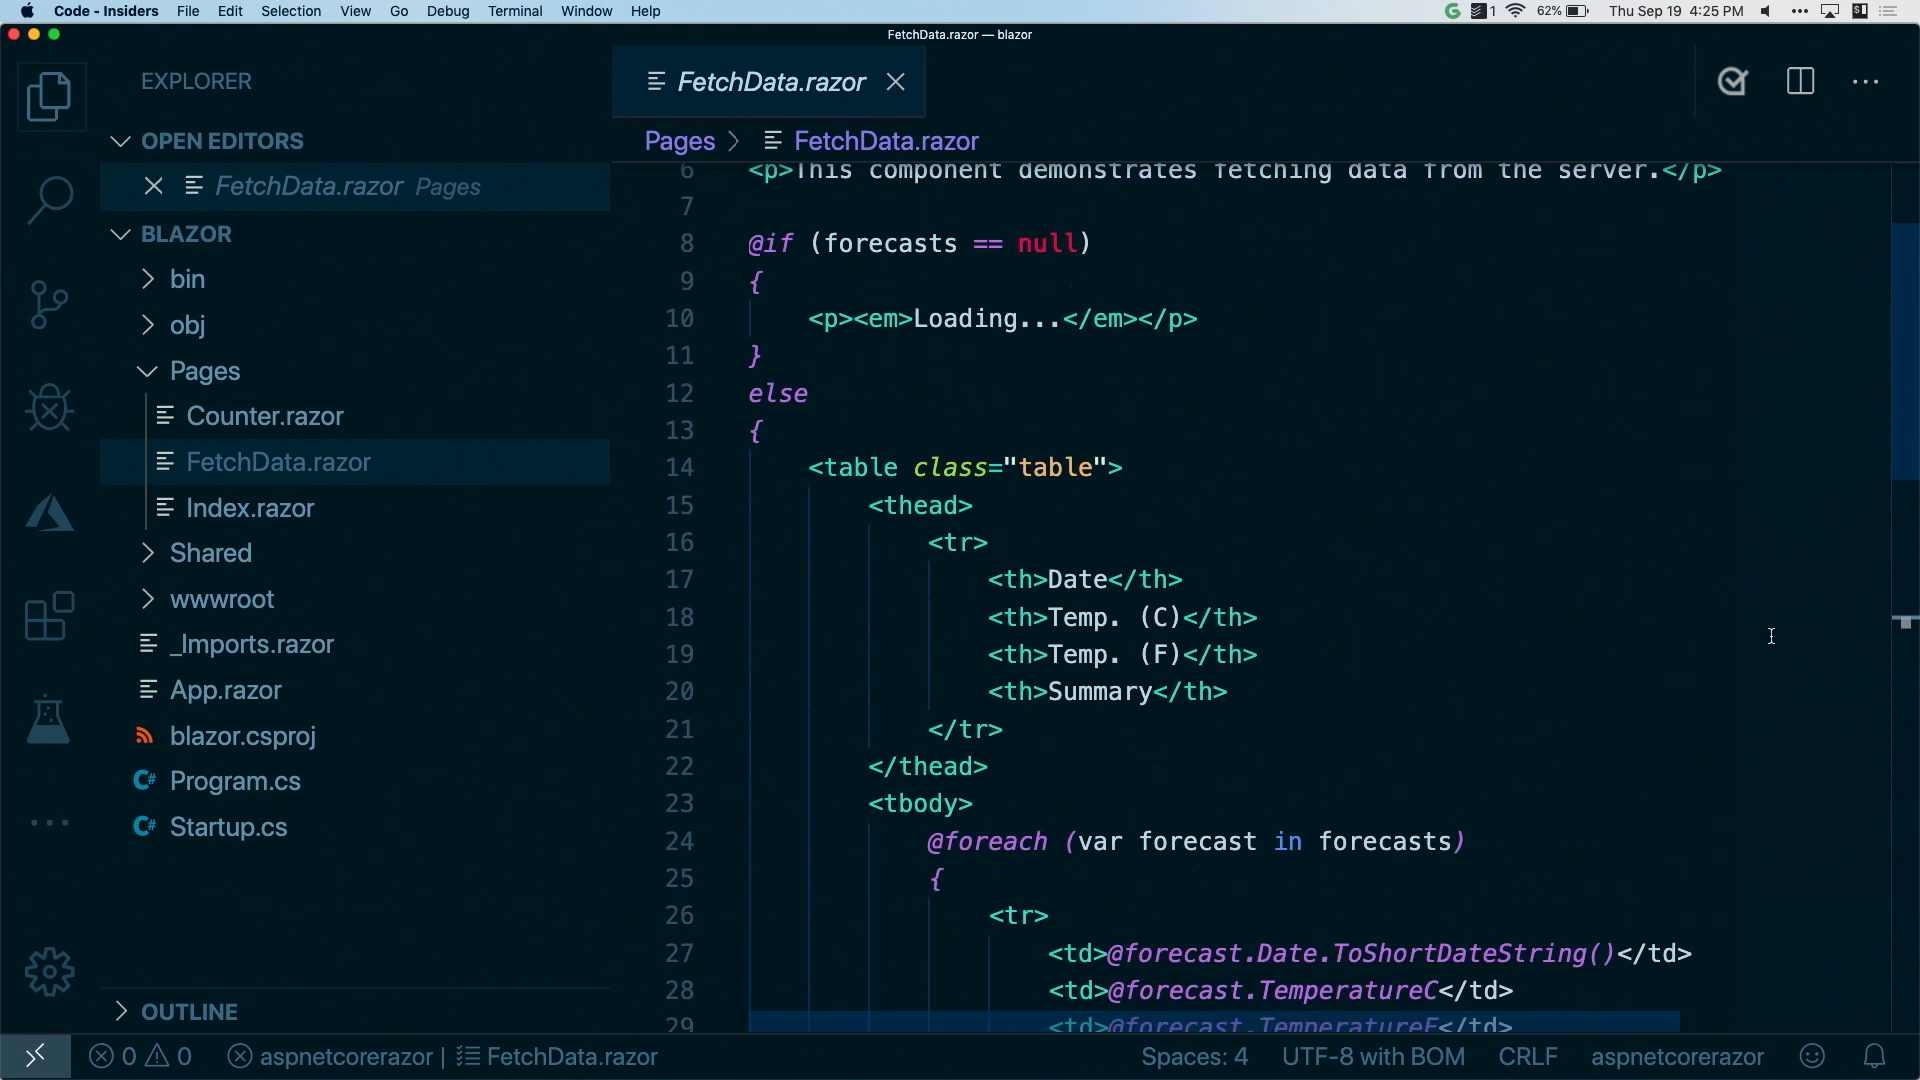 Code - Insiders File Edit Selection View Go Debug Terminal Window Help
1 62% Thu Sep 19 4:25 PM
FetchData.razor — blazor
EXPLORER
OPEN EDITORS
FetchData.razor Pages
BLAZOR
bin
obj
Pages
Counter.razor
FetchData.razor
Index.razor
Shared
wwwroot
_Imports.razor
App.razor
blazor.csproj
C# Program.cs
C# Startup.cs
OUTLINE
FetchData.razor
Pages > FetchData.razor
6 <p>This component demonstrates fetching data from the server.</p>
7
8 @if (forecasts == null)
9 {
10 <p><em>Loading...</em></p>
11 }
12 else
13 {
14 <table class="table">
15 <thead>
16 <tr>
17 <th>Date</th>
18 <th>Temp. (C)</th>
19 <th>Temp. (F)</th>
20 <th>Summary</th>
21 </tr>
22 </thead>
23 <tbody>
24 @foreach (var forecast in forecasts)
25 {
26 <tr>
27 <td>@forecast.Date.ToShortDateString()</td>
28 <td>@forecast.TemperatureC</td>
29 <td>@forecast.TemperatureF</td>
0 0 aspnetcorerazor | FetchData.razor Spaces: 4 UTF-8 with BOM CRLF aspnetcorerazor